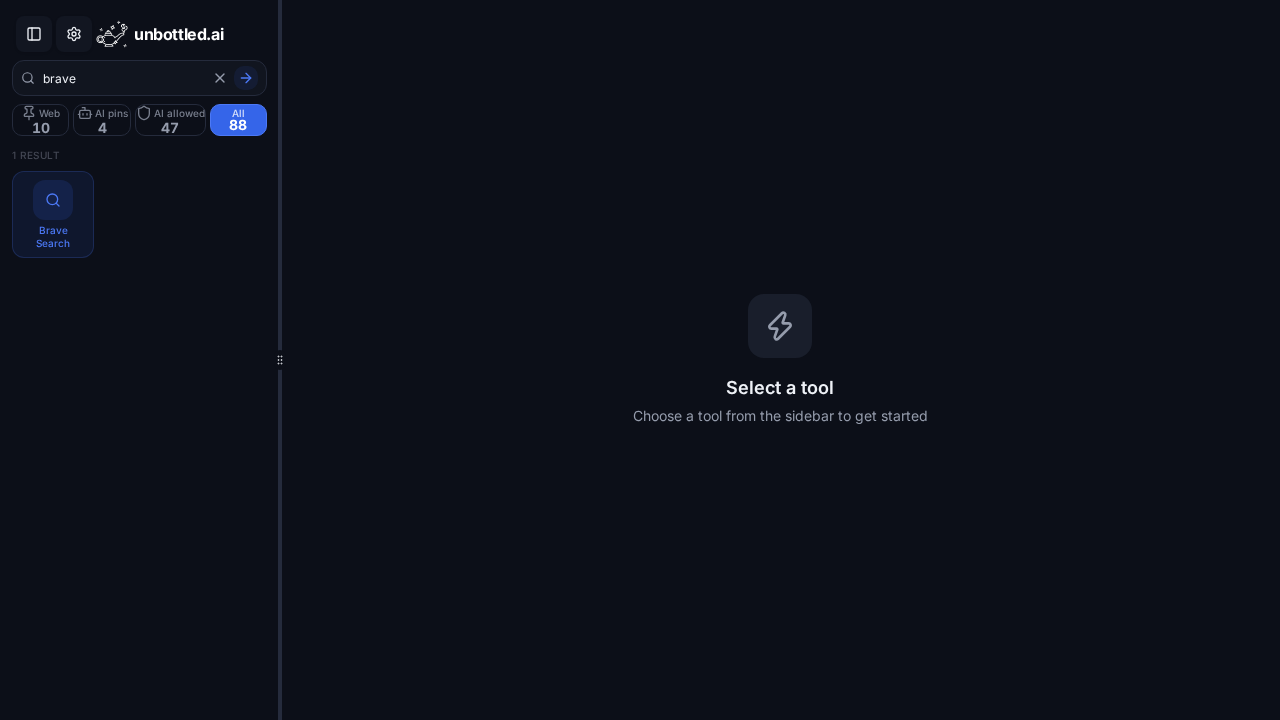 unbottled.ai
brave
Web
10
AI pins
4
AI allowed
47
All
88
1 RESULT
Brave
Search
Select a tool
Choose a tool from the sidebar to get started